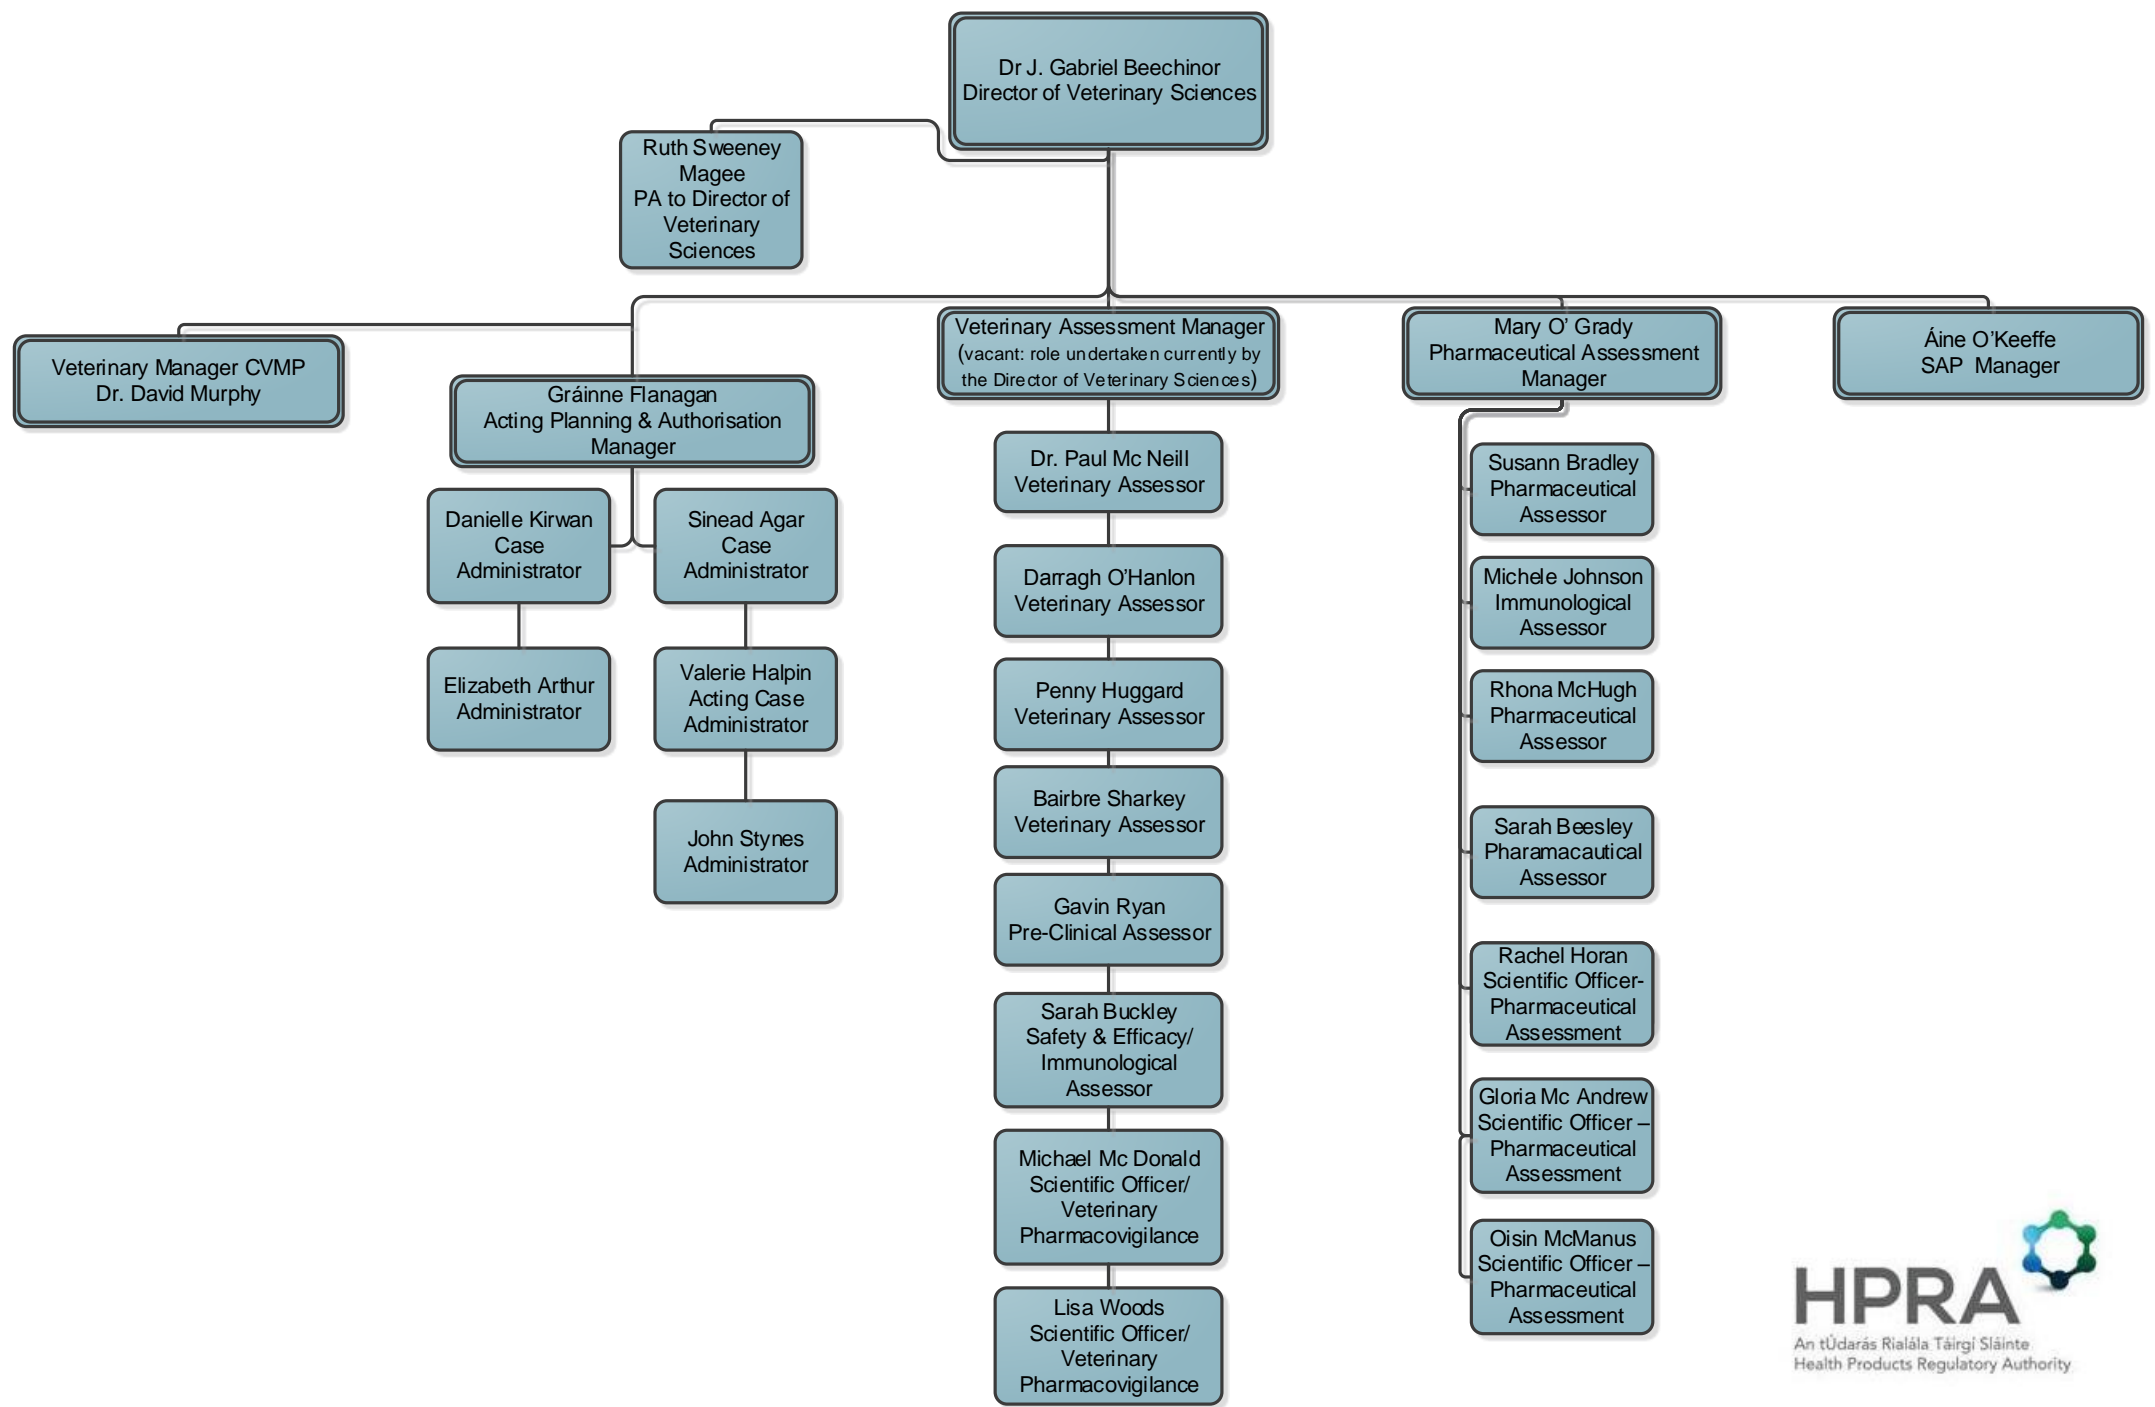 Dr J. Gabriel Beechinor
Director of Veterinary Sciences
Ruth Sweeney
Magee
PA to Director of
Veterinary
Sciences
Veterinary Manager CVMP
Dr. David Murphy
Gráinne Flanagan
Acting Planning & Authorisation
Manager
Danielle Kirwan
Case
Administrator
Elizabeth Arthur
Administrator
Sinead Agar
Case
Administrator
Valerie Halpin
Acting Case
Administrator
John Stynes
Administrator
Veterinary Assessment Manager
(vacant: role undertaken currently by
the Director of Veterinary Sciences)
Dr. Paul Mc Neill
Veterinary Assessor
Darragh O’Hanlon
Veterinary Assessor
Penny Huggard
Veterinary Assessor
Bairbre Sharkey
Veterinary Assessor
Gavin Ryan
Pre-Clinical Assessor
Sarah Buckley
Safety & Efficacy/
Immunological
Assessor
Michael Mc Donald
Scientific Officer/
Veterinary
Pharmacovigilance
Lisa Woods
Scientific Officer/
Veterinary
Pharmacovigilance
Mary O’ Grady
Pharmaceutical Assessment
Manager
Susann Bradley
Pharmaceutical
Assessor
Michele Johnson
Immunological
Assessor
Rhona McHugh
Pharmaceutical
Assessor
Sarah Beesley
Pharamacautical
Assessor
Rachel Horan
Scientific Officer-
Pharmaceutical
Assessment
Gloria Mc Andrew
Scientific Officer –
Pharmaceutical
Assessment
Oisin McManus
Scientific Officer –
Pharmaceutical
Assessment
Áine O’Keeffe
SAP Manager
HPRA
An tÚdarás Rialála Táirgí Sláinte
Health Products Regulatory Authority